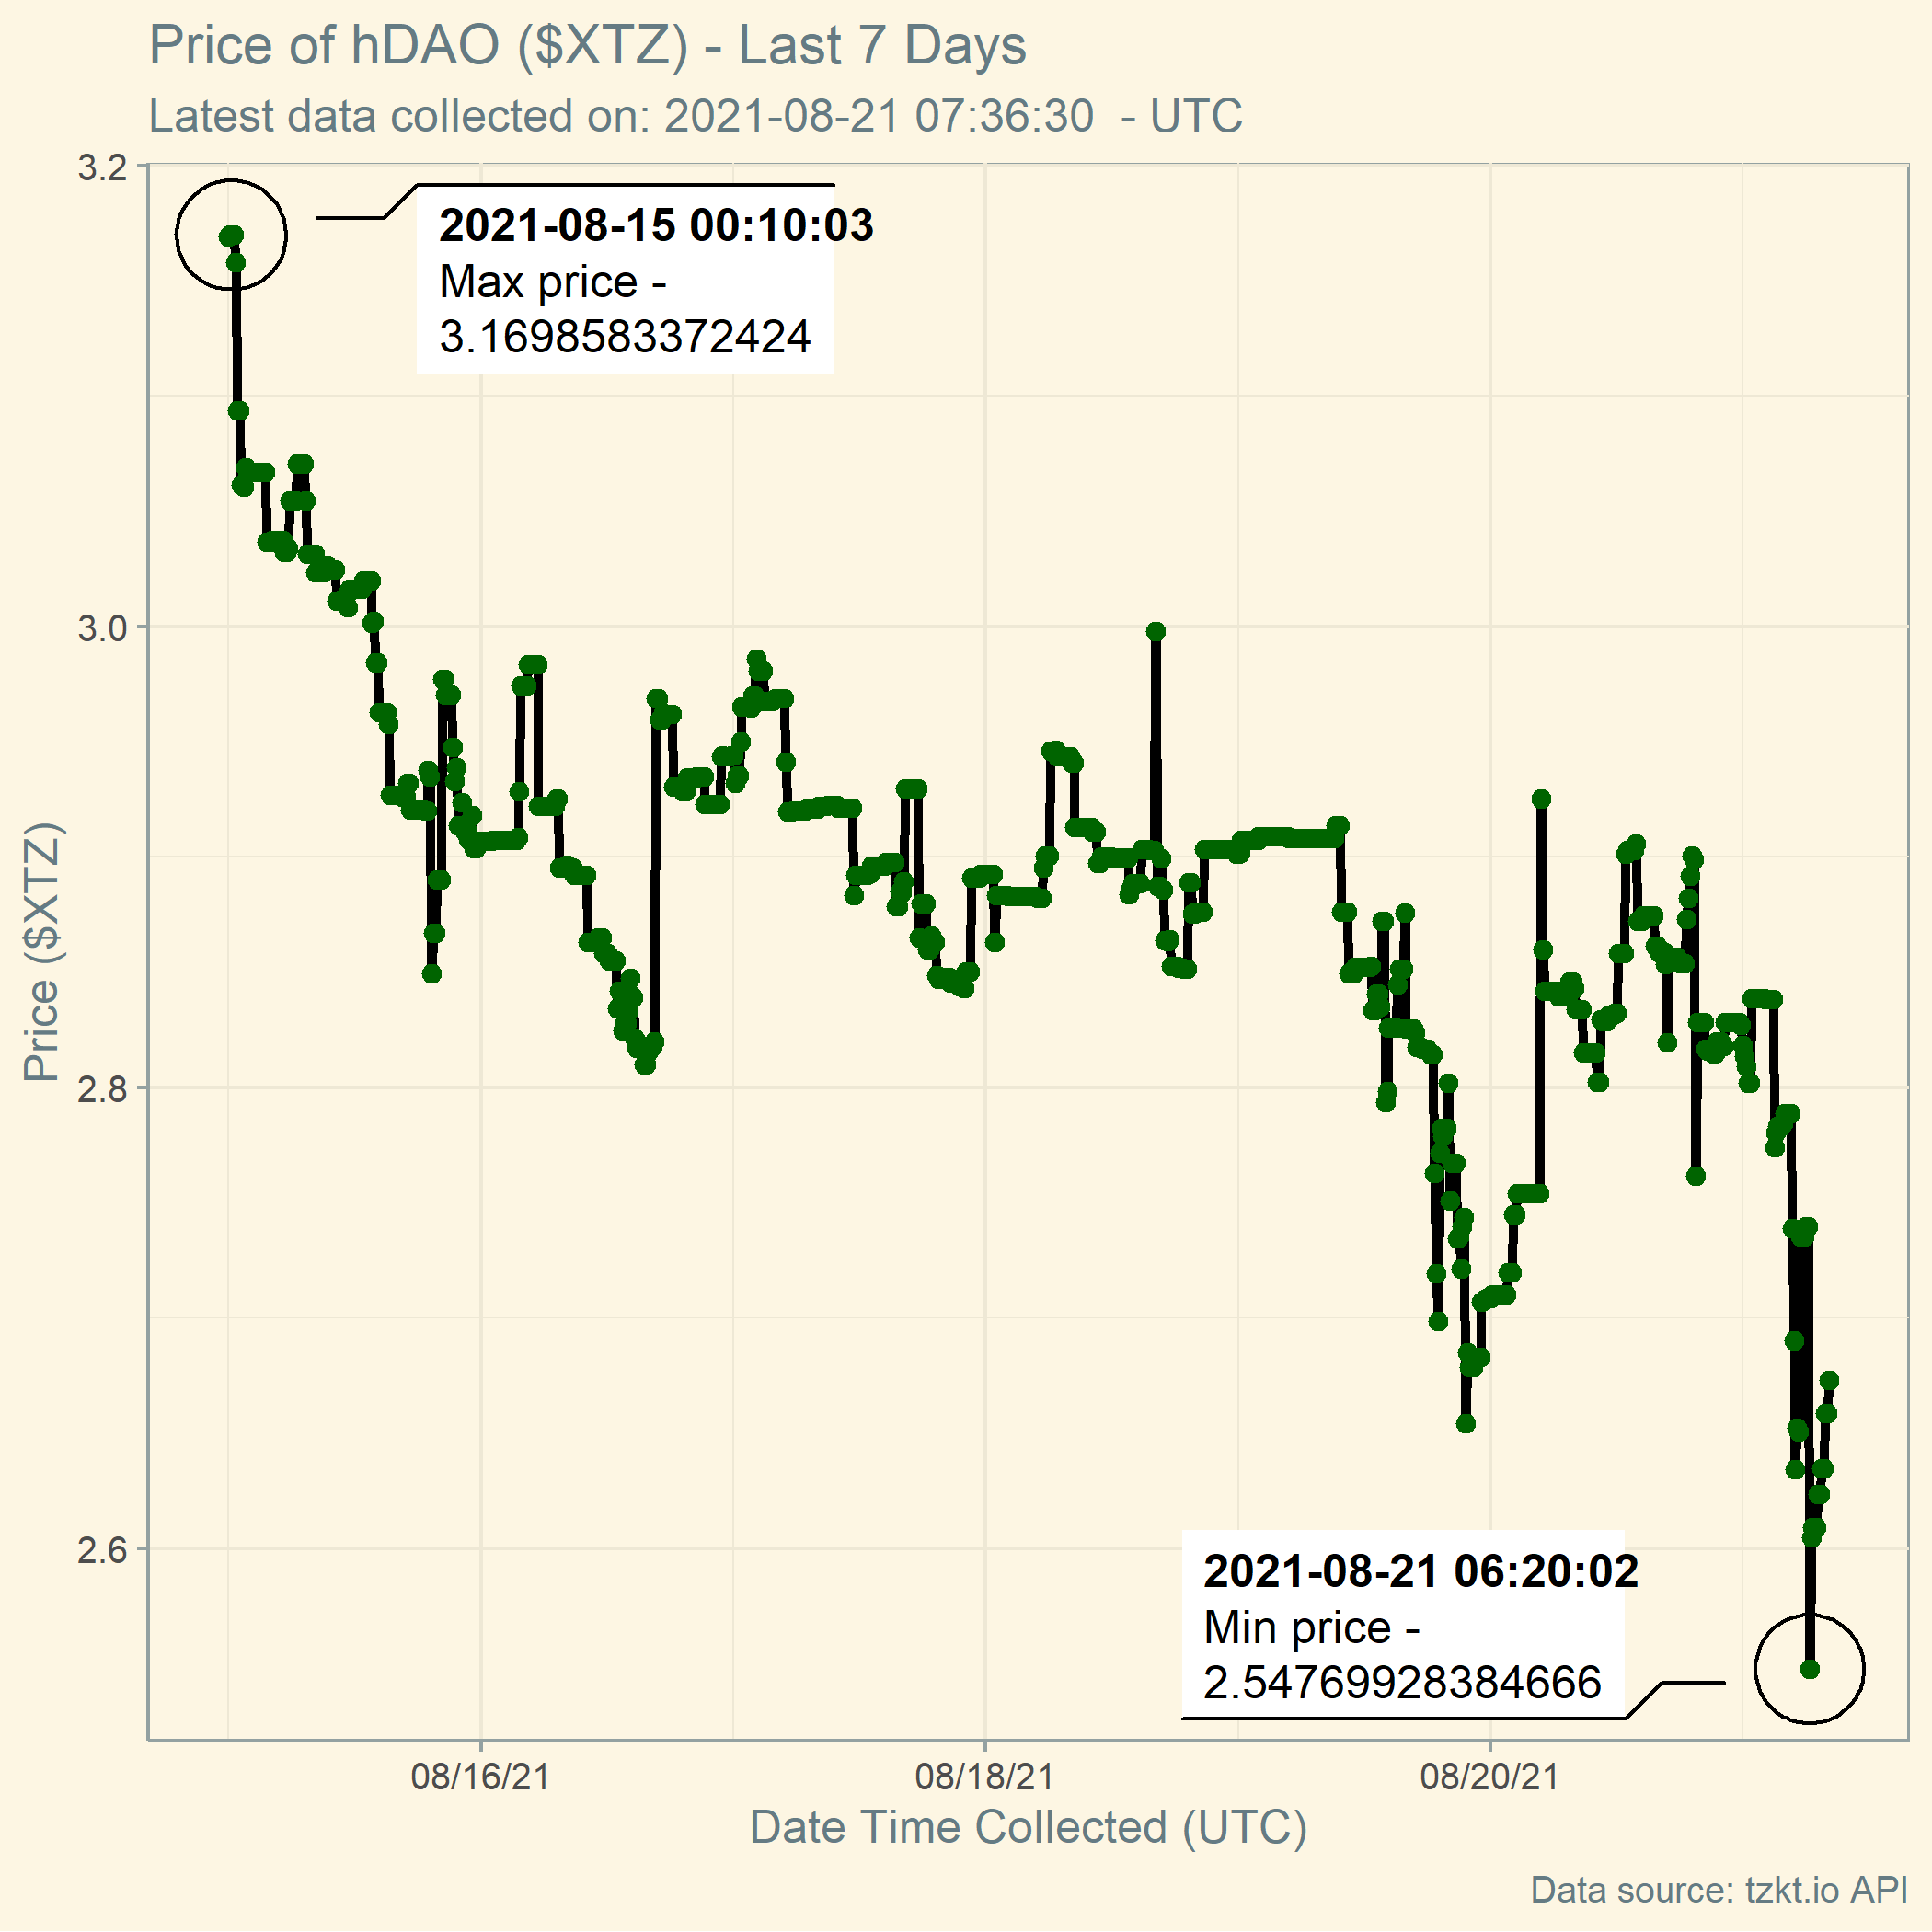 Price of hDAO ($XTZ) - Last 7 Days
Latest data collected on: 2021-08-21 07:36:30  - UTC
3.2
2021-08-15 00:10:03
Max price -
3.1698583372424
3.0
Price ($XTZ)
2.8
2.6
2021-08-21 06:20:02
Min price -
2.54769928384666
08/16/21
08/18/21
08/20/21
Date Time Collected (UTC)
Data source: tzkt.io API